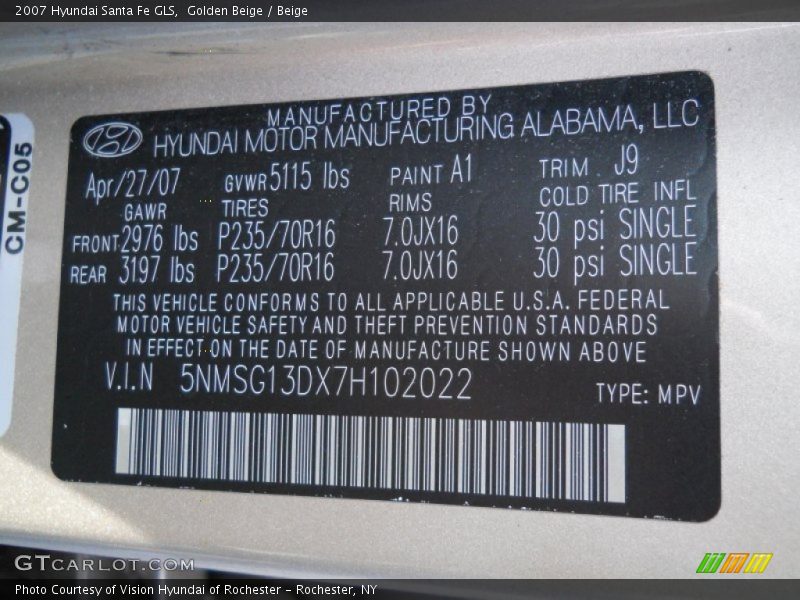 2007 Hyundai Santa Fe GLS,  Golden Beige / Beige
CM-C05
MANUFACTURED BY
HYUNDAI MOTOR MANUFACTURING ALABAMA, LLC
Apr/27/07 GVWR 5115 lbs PAINT A1 TRIM J9
GAWR TIRES RIMS COLD TIRE INFL
FRONT 2976 lbs P235/70R16 7.0JX16 30 psi SINGLE
REAR 3197 lbs P235/70R16 7.0JX16 30 psi SINGLE
THIS VEHICLE CONFORMS TO ALL APPLICABLE U.S.A. FEDERAL
MOTOR VEHICLE SAFETY AND THEFT PREVENTION STANDARDS
IN EFFECT ON THE DATE OF MANUFACTURE SHOWN ABOVE
V.I.N 5NMSG13DX7H102022 TYPE: MPV
GTCARLOT.COM
Photo Courtesy of Vision Hyundai of Rochester – Rochester, NY